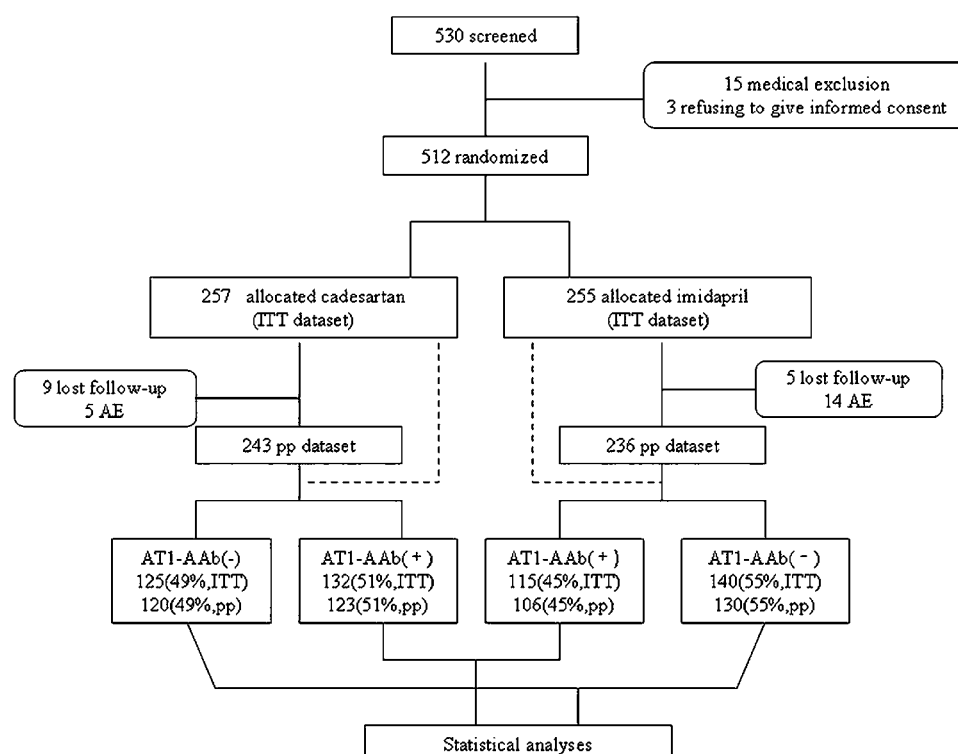 530 screened
15 medical exclusion
3 refusing to give informed consent
512 randomized
257 allocated cadesartan
(ITT dataset)
255 allocated imidapril
(ITT dataset)
9 lost follow-up
5 AE
5 lost follow-up
14 AE
243 pp dataset
236 pp dataset
AT1-AAb(-)
125(49%,ITT)
120(49%,pp)
AT1-AAb(+)
132(51%,ITT)
123(51%,pp)
AT1-AAb(+)
115(45%,ITT)
106(45%,pp)
AT1-AAb(-)
140(55%,ITT)
130(55%,pp)
Statistical analyses